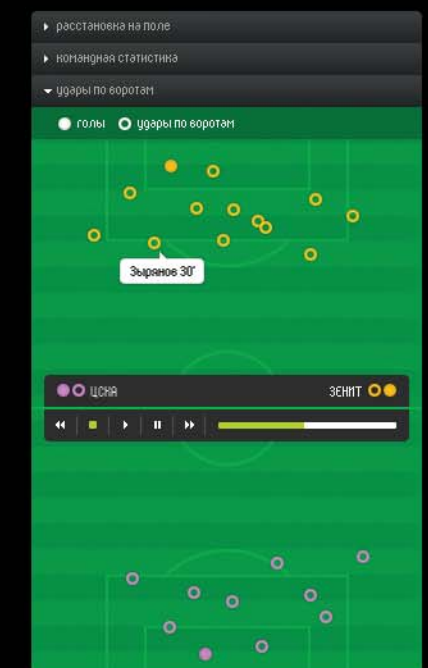 расстановка на поле
командная статистика
удары по воротам
голы удары по воротам
Зырянов 30'
ЦСКА ЗЕНИТ